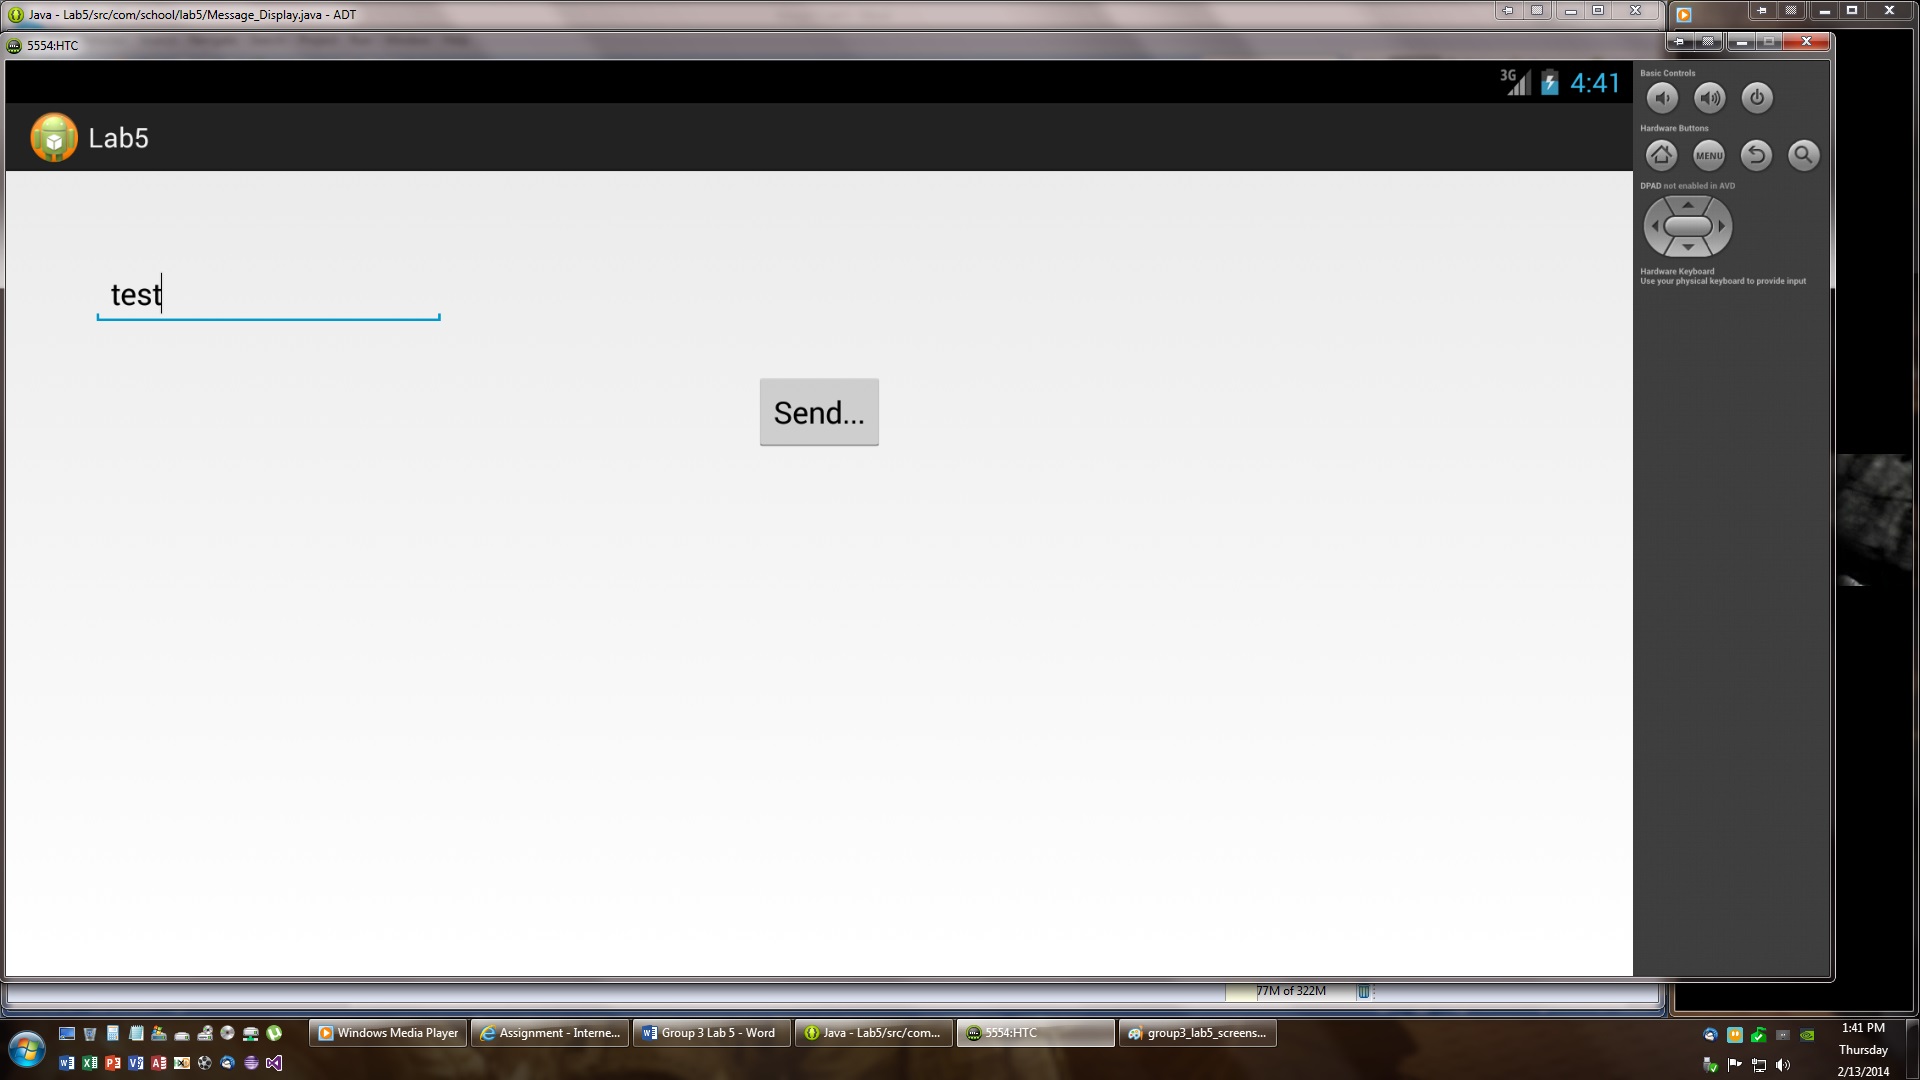 Java - Lab5/src/com/school/lab5/Message_Display.java - ADT
5554:HTC
3G
4:41
Lab5
test
Send...
Basic Controls
Hardware Buttons
MENU
DPAD not enabled in AVD
Hardware Keyboard
Use your physical keyboard to provide input
77M of 322M
Windows Media Player
Assignment - Interne...
Group 3 Lab 5 - Word
Java - Lab5/src/com...
5554:HTC
group3_lab5_screens...
1:41 PM
Thursday
2/13/2014